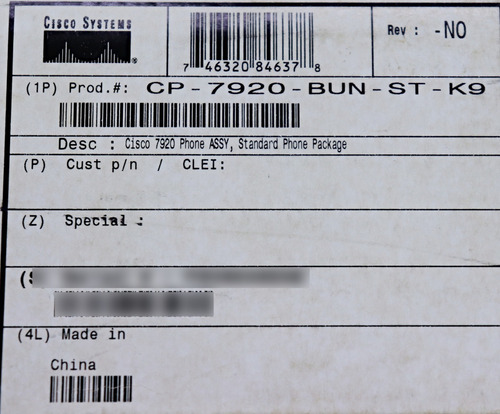 CISCO SYSTEMS
7 46320 84637 8
Rev : -NO
(1P) Prod.#: CP-7920-BUN-ST-K9
Desc : Cisco 7920 Phone ASSY, Standard Phone Package
(P) Cust p/n / CLEI:
(Z) Special :
(4L) Made in
China